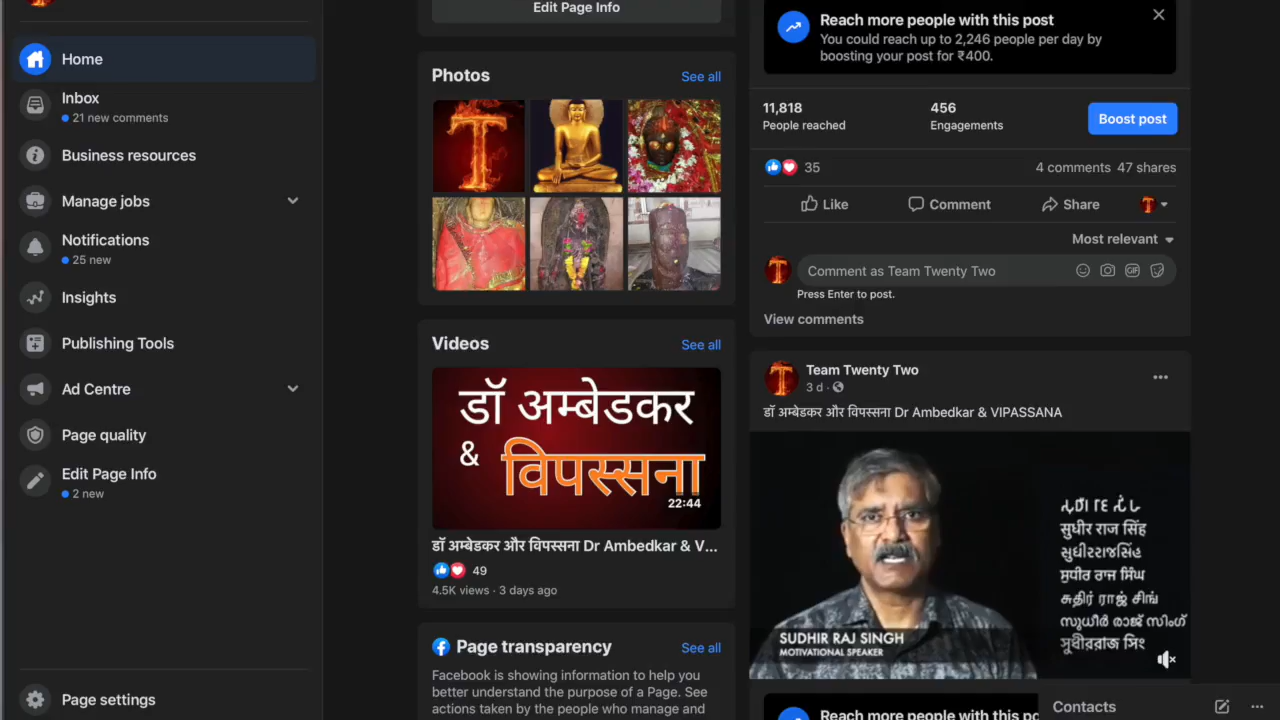 Home
Inbox
21 new comments
Business resources
Manage jobs
Notifications
25 new
Insights
Publishing Tools
Ad Centre
Page quality
Edit Page Info
2 new
Page settings
Edit Page Info
Photos
See all
Videos
See all
डॉ अम्बेडकर
&
विपस्सना
22:44
डॉ अम्बेडकर और विपस्सना Dr Ambedkar & V...
49
4.5K views · 3 days ago
Page transparency
See all
Facebook is showing information to help you
better understand the purpose of a Page. See
actions taken by the people who manage and
Reach more people with this post
You could reach up to 2,246 people per day by
boosting your post for ₹400.
11,818
People reached
456
Engagements
Boost post
35
4 comments 47 shares
Like
Comment
Share
Most relevant
Comment as Team Twenty Two
GIF
Press Enter to post.
View comments
Team Twenty Two
3 d ·
डॉ अम्बेडकर और विपस्सना Dr Ambedkar & VIPASSANA
सुधीर राज सिंह
સુધીરરાજસિંહ
ਸੁਧੀਰ ਰਾਜ ਸਿੰਘ
சுதிர் ராஜ் சிங்
സുധീർ രാജ് സിംഗ്
SUDHIR RAJ SINGH
MOTIVATIONAL SPEAKER
Reach more people with this po
Contacts